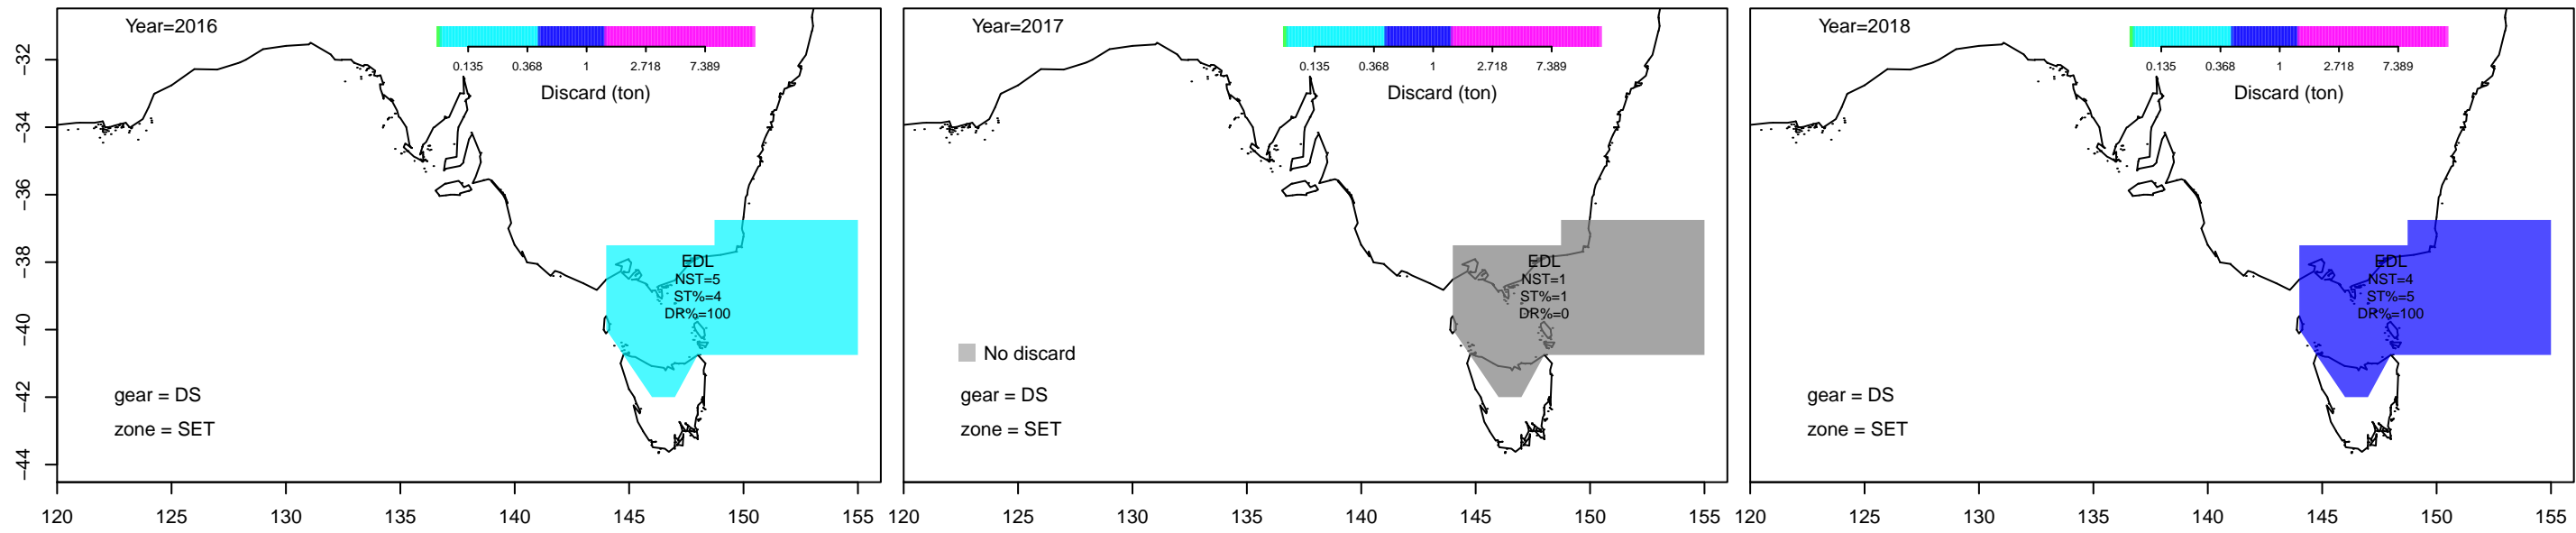 Year=2016
0.135 0.368 1 2.718 7.389
Discard (ton)
EDL
NST=5
ST%=4
DR%=100
gear = DS
zone = SET
−32
−34
−36
−38
−40
−42
−44
120 125 130 135 140 145 150 155
Year=2017
0.135 0.368 1 2.718 7.389
Discard (ton)
EDL
NST=1
ST%=1
DR%=0
No discard
gear = DS
zone = SET
120 125 130 135 140 145 150 155
Year=2018
0.135 0.368 1 2.718 7.389
Discard (ton)
EDL
NST=4
ST%=5
DR%=100
gear = DS
zone = SET
120 125 130 135 140 145 150 155